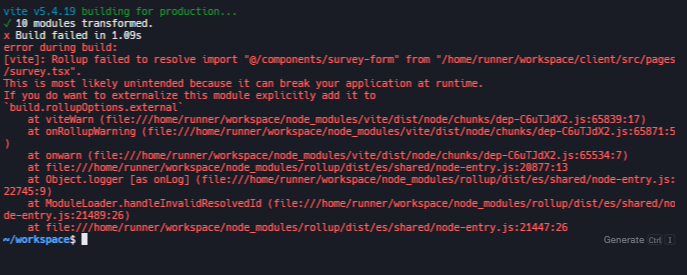 vite v5.4.19 building for production...
✓ 10 modules transformed.
x Build failed in 1.09s
error during build:
[vite]: Rollup failed to resolve import "@/components/survey-form" from "/home/runner/workspace/client/src/pages
/survey.tsx".
This is most likely unintended because it can break your application at runtime.
If you do want to externalize this module explicitly add it to
`build.rollupOptions.external`
    at viteWarn (file:///home/runner/workspace/node_modules/vite/dist/node/chunks/dep-C6uTJdX2.js:65839:17)
    at onRollupWarning (file:///home/runner/workspace/node_modules/vite/dist/node/chunks/dep-C6uTJdX2.js:65871:5
)
    at onwarn (file:///home/runner/workspace/node_modules/vite/dist/node/chunks/dep-C6uTJdX2.js:65534:7)
    at file:///home/runner/workspace/node_modules/rollup/dist/es/shared/node-entry.js:20877:13
    at Object.logger [as onLog] (file:///home/runner/workspace/node_modules/rollup/dist/es/shared/node-entry.js:
22745:9)
    at ModuleLoader.handleInvalidResolvedId (file:///home/runner/workspace/node_modules/rollup/dist/es/shared/no
de-entry.js:21489:26)
    at file:///home/runner/workspace/node_modules/rollup/dist/es/shared/node-entry.js:21447:26
~/workspace$
Generate Ctrl I